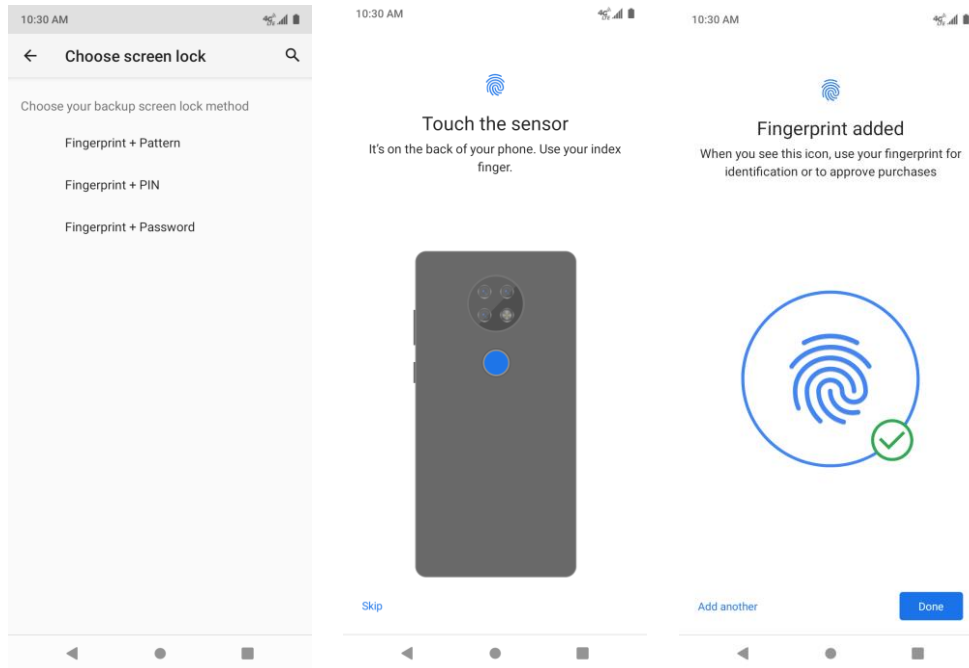 10:30 AM
Choose screen lock
Choose your backup screen lock method
Fingerprint + Pattern
Fingerprint + PIN
Fingerprint + Password
10:30 AM
Touch the sensor
It's on the back of your phone. Use your index
finger.
Skip
10:30 AM
Fingerprint added
When you see this icon, use your fingerprint for
identification or to approve purchases
Add another
Done